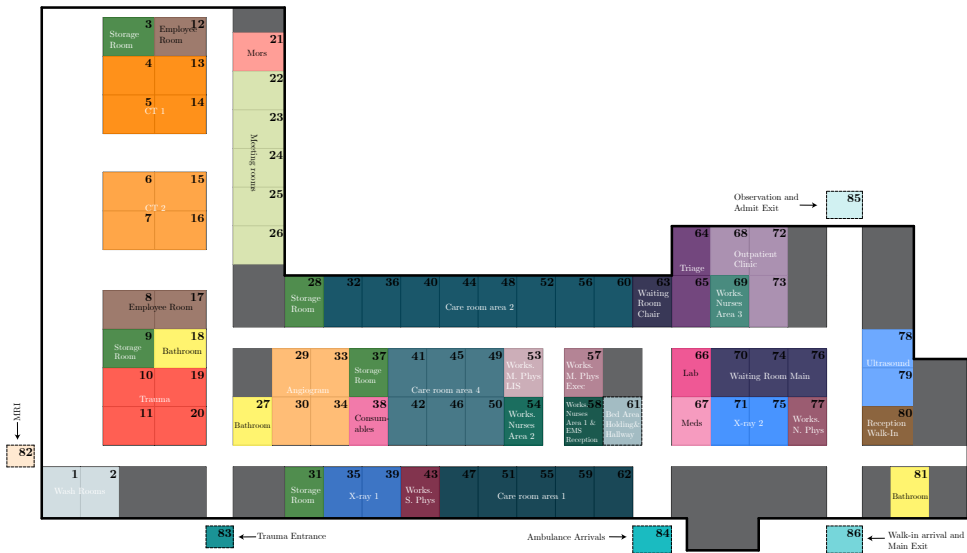 3
12
Storage
Room
Employee
Room
21
Mors
4
13
22
5
14
CT 1
23
Meeting rooms
24
6
15
25
CT 2
7
16
26
Observation and
Admit Exit
85
64
68
72
Outpatient
Clinic
Triage
28
32
36
40
44
48
52
56
60
63
65
69
73
Storage
Room
Care room area 2
Waiting
Room
Chair
Works.
Nurses
Area 3
8
17
Employee Room
9
18
Storage
Room
Bathroom
78
Ultrasound
29
33
37
41
45
49
53
57
66
70
74
76
Angiogram
Storage
Room
Care room area 4
Works.
M. Phys
LIS
Works.
M. Phys
Exec
Lab
Waiting Room Main
10
19
79
Trauma
11
20
27
30
34
38
42
46
50
54
58
61
67
71
75
77
80
Bathroom
Consum-
ables
Works.
Nurses
Area 2
Works.
Nurses
Area 1 &
EMS
Reception
Bed Area
Holding&
Hallway
Meds
X-ray 2
Works.
N. Phys
Reception
Walk-In
MRI
82
1
2
Wash Rooms
31
35
39
43
47
51
55
59
62
81
Storage
Room
X-ray 1
Works.
S. Phys
Care room area 1
Bathroom
83
Trauma Entrance
Ambulance Arrivals
84
86
Walk-in arrival and
Main Exit